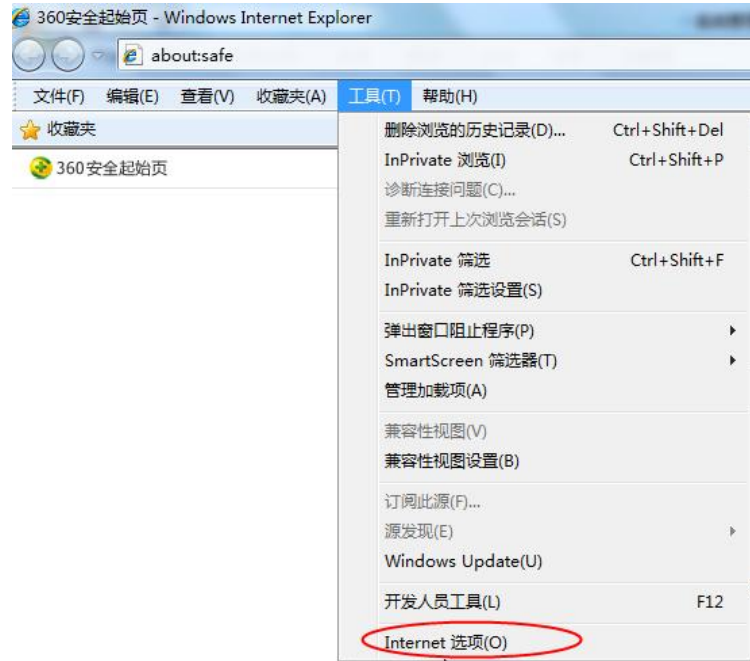 360安全起始页 - Windows Internet Explorer
about:safe
文件(F) 编辑(E) 查看(V) 收藏夹(A) 工具(T) 帮助(H)
收藏夹
360安全起始页
删除浏览的历史记录(D)... Ctrl+Shift+Del
InPrivate 浏览(I) Ctrl+Shift+P
诊断连接问题(C)...
重新打开上次浏览会话(S)
InPrivate 筛选 Ctrl+Shift+F
InPrivate 筛选设置(S)
弹出窗口阻止程序(P)
SmartScreen 筛选器(T)
管理加载项(A)
兼容性视图(V)
兼容性视图设置(B)
订阅此源(F)...
源发现(E)
Windows Update(U)
开发人员工具(L) F12
Internet 选项(O)